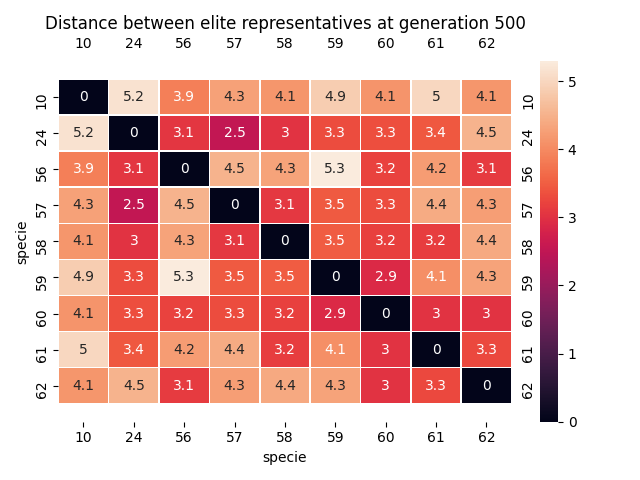 Distance between elite representatives at generation 500
10 24 56 57 58 59 60 61 62
10 0 5.2 3.9 4.3 4.1 4.9 4.1 5 4.1 10
24 5.2 0 3.1 2.5 3 3.3 3.3 3.4 4.5 24
56 3.9 3.1 0 4.5 4.3 5.3 3.2 4.2 3.1 56
57 4.3 2.5 4.5 0 3.1 3.5 3.3 4.4 4.3 57
58 4.1 3 4.3 3.1 0 3.5 3.2 3.2 4.4 58
59 4.9 3.3 5.3 3.5 3.5 0 2.9 4.1 4.3 59
60 4.1 3.3 3.2 3.3 3.2 2.9 0 3 3 60
61 5 3.4 4.2 4.4 3.2 4.1 3 0 3.3 61
62 4.1 4.5 3.1 4.3 4.4 4.3 3 3.3 0 62
10 24 56 57 58 59 60 61 62
specie
specie
5
4
3
2
1
0